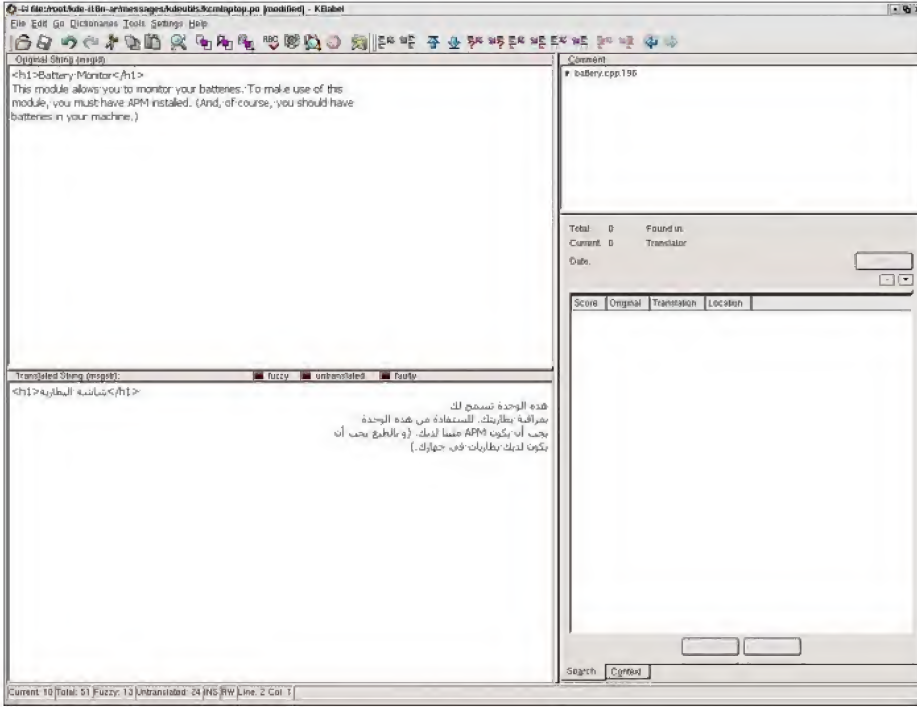 file:/root/kde-i18n-ar/messages/kdeutils/kcmlaptop.po [modified] - KBabel
File Edit Go Dictionaries Tools Settings Help
Original String (msgid):
<h1>Battery Monitor</h1>
This module allows you to monitor your batteries. To make use of this
module, you must have APM installed. (And, of course, you should have
batteries in your machine.)
Comment
battery.cpp:196
Total: 0 Found in:
Current: 0 Translator:
Date:
Score Original Translation Location
Translated String (msgstr): fuzzy untranslated faulty
<h1>شاشة البطارية</h1>
هذه الوحدة تسمح لك
بمراقبة بطاريتك. للستفادة من هذه الوحدة
يجب أن يكون APM مثبتا لديك. (و بالطبع يجب أن
يكون لديك بطاريات في جهازك.)
Search Context
Current: 10 Total: 51 Fuzzy: 13 Untranslated: 24 INS RW Line: 2 Col: 1